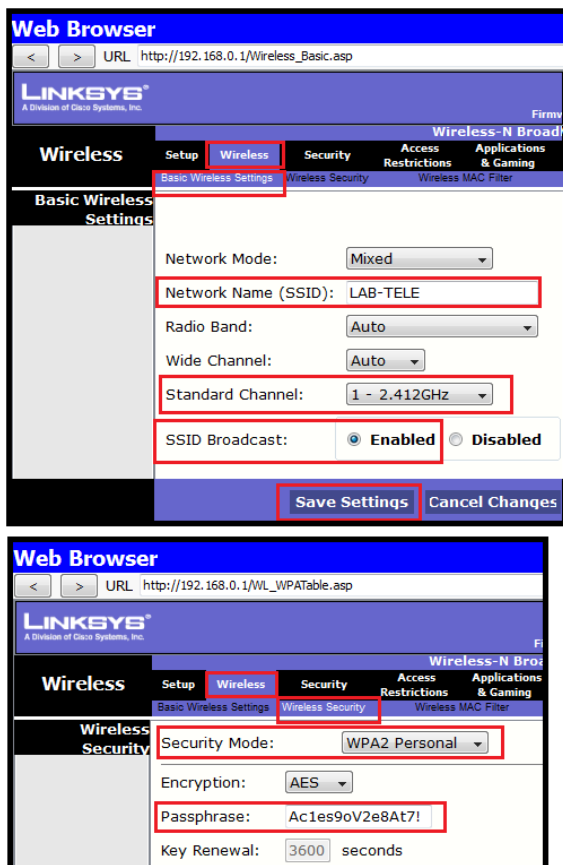 Web Browser
< > URL http://192.168.0.1/Wireless_Basic.asp
LINKSYS®
A Division of Cisco Systems, Inc.
Firmw
Wireless-N Broad
Wireless Setup Wireless Security Access Restrictions Applications & Gaming
Basic Wireless Settings Wireless Security Wireless MAC Filter
Basic Wireless Settings
Network Mode: Mixed
Network Name (SSID): LAB-TELE
Radio Band: Auto
Wide Channel: Auto
Standard Channel: 1 - 2.412GHz
SSID Broadcast: Enabled Disabled
Save Settings Cancel Changes
Web Browser
< > URL http://192.168.0.1/WL_WPATable.asp
LINKSYS®
A Division of Cisco Systems, Inc.
Fi
Wireless-N Broa
Wireless Setup Wireless Security Access Restrictions Applications & Gaming
Basic Wireless Settings Wireless Security Wireless MAC Filter
Wireless Security
Security Mode: WPA2 Personal
Encryption: AES
Passphrase: Ac1es9oV2e8At7!
Key Renewal: 3600 seconds